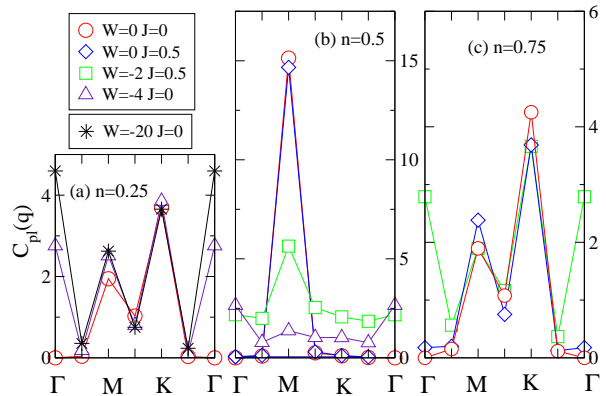 W=0 J=0
W=0 J=0.5
W=-2 J=0.5
W=-4 J=0
W=-20 J=0
(a) n=0.25
(b) n=0.5
(c) n=0.75
C_pl(q)
0
2
4
0
5
10
15
0
2
4
6
Γ M K Γ M K Γ M K Γ